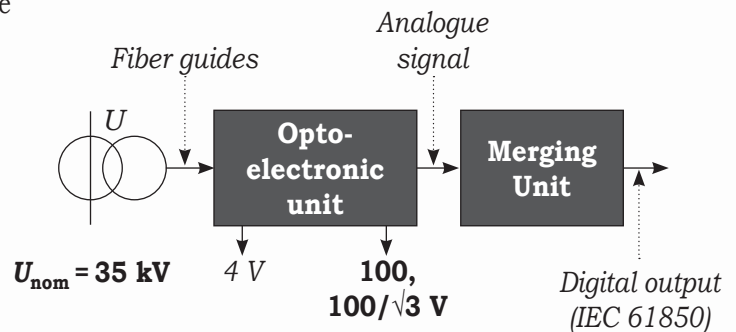 e
Analogue
signal
Fiber guides
U
Opto-
electronic
unit
Merging
Unit
U_nom = 35 kV
4 V
100,
100/√3 V
Digital output
(IEC 61850)